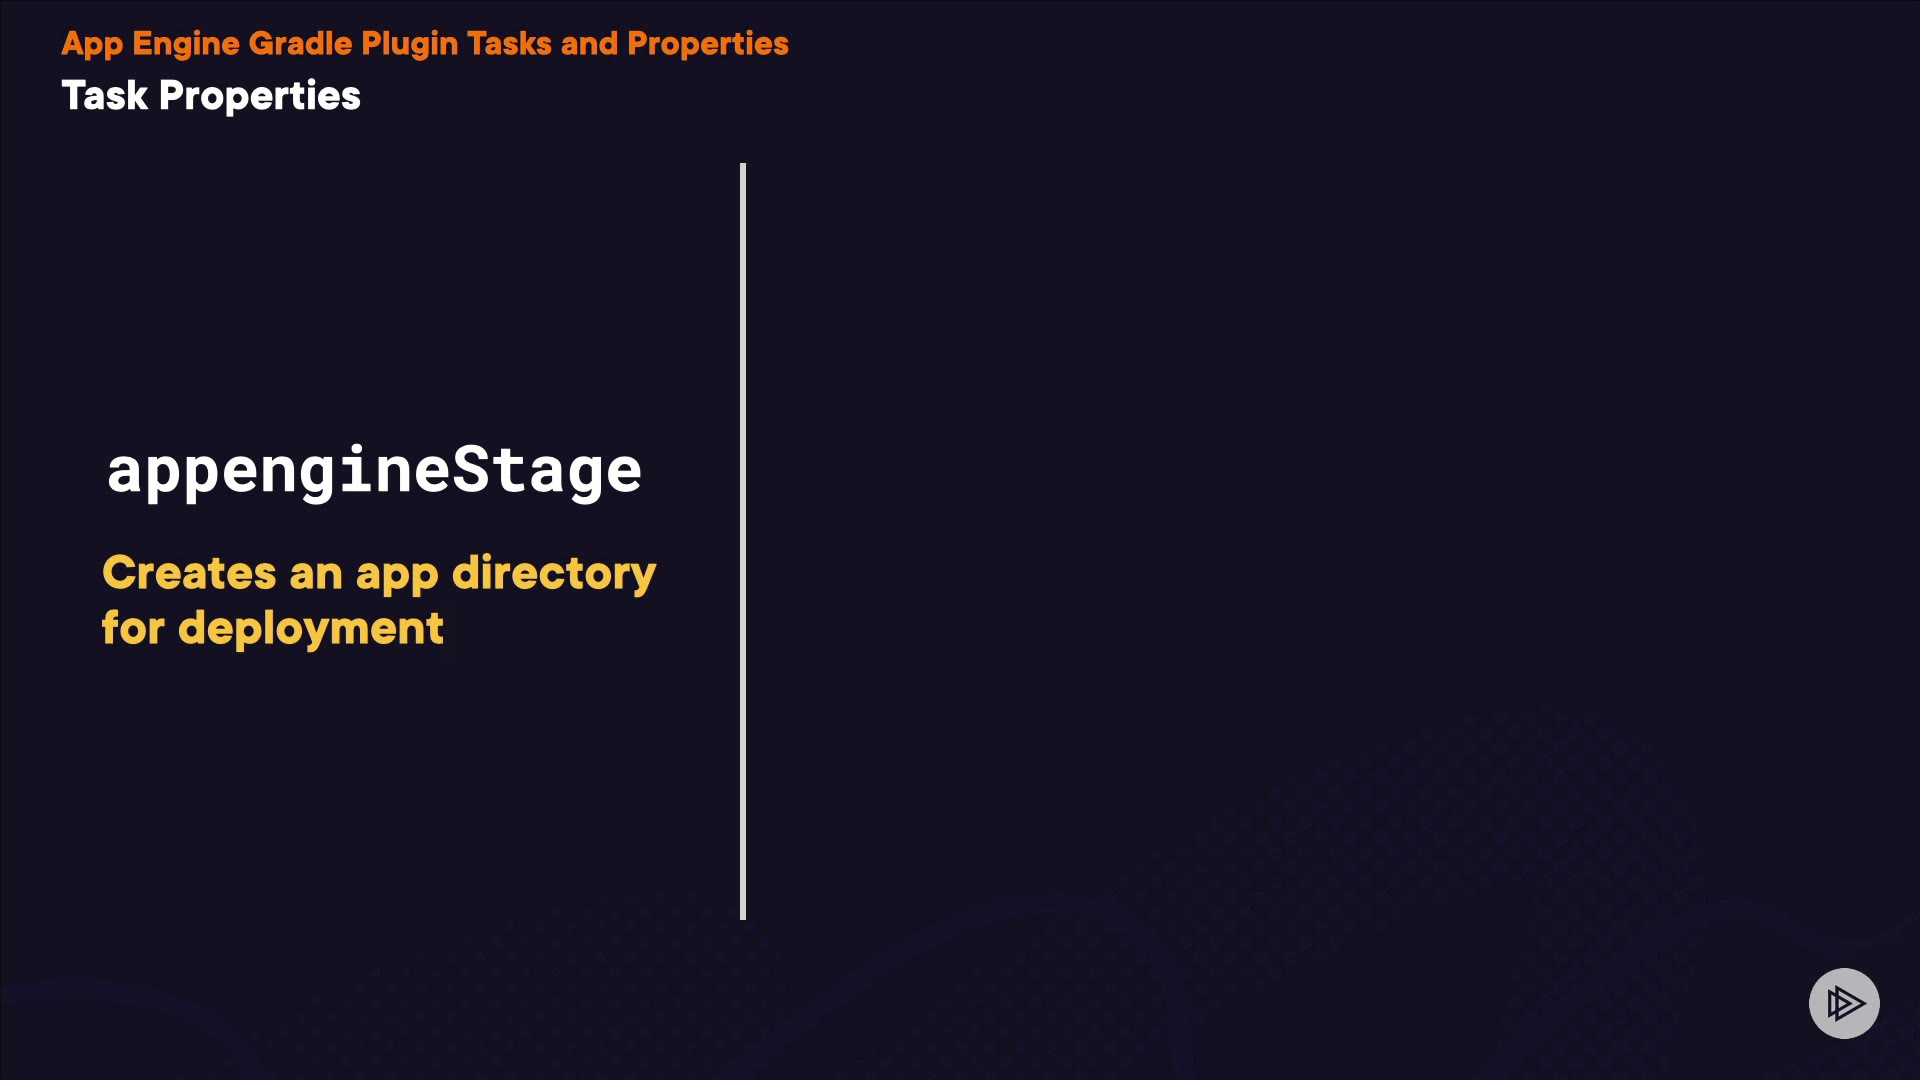 App Engine Gradle Plugin Tasks and Properties
Task Properties
appengineStage
Creates an app directory
for deployment